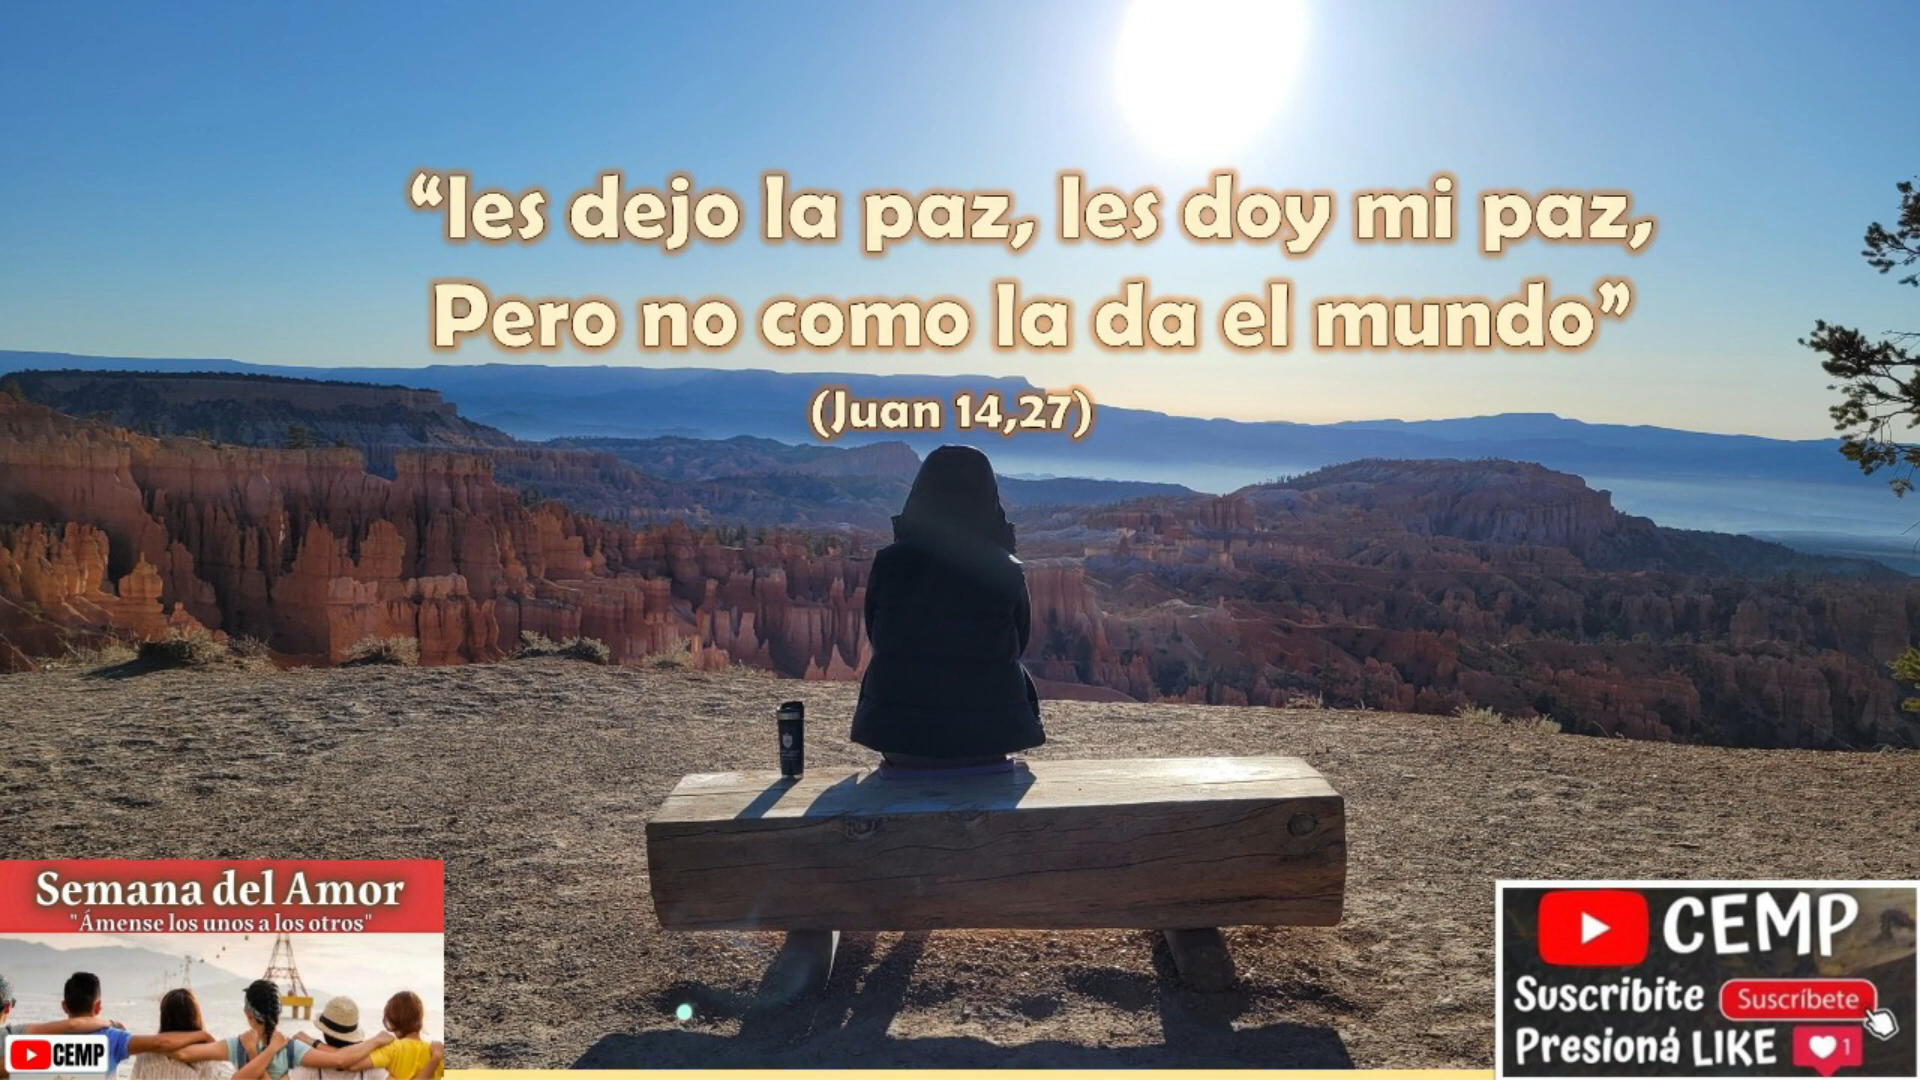 “les dejo la paz, les doy mi paz,
Pero no como la da el mundo”
(Juan 14,27)
Semana del Amor
"Ámense los unos a los otros"
CEMP
CEMP
Suscribite Suscríbete
Presioná LIKE 1